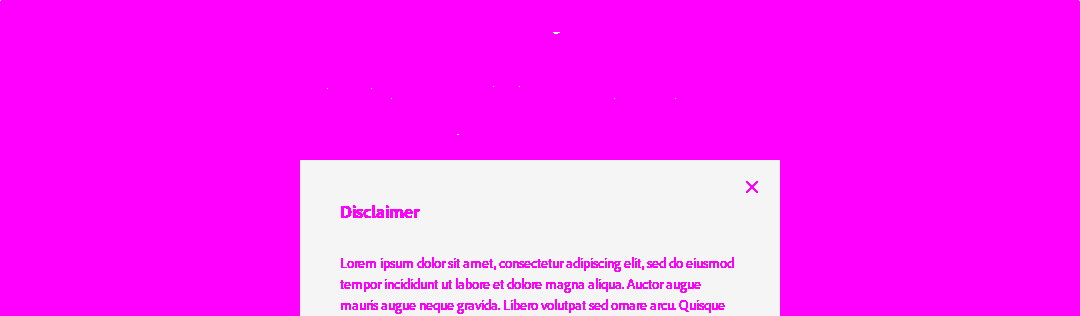 Disclaimer
Lorem ipsum dolor sit amet, consectetur adipiscing elit, sed do eiusmod
tempor incididunt ut labore et dolore magna aliqua. Auctor augue
mauris augue neque gravida. Libero volutpat sed ornare arcu. Quisque